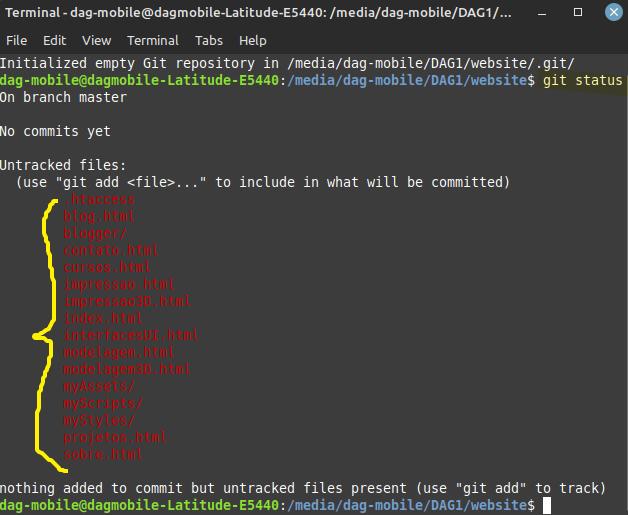 Terminal - dag-mobile@dagmobile-Latitude-E5440: /media/dag-mobile/DAG1/...
File Edit View Terminal Tabs Help
Initialized empty Git repository in /media/dag-mobile/DAG1/website/.git/
dag-mobile@dagmobile-Latitude-E5440:/media/dag-mobile/DAG1/website$ git status
On branch master
No commits yet
Untracked files:
(use "git add <file>..." to include in what will be committed)
.htaccess
blog.html
blogger/
contato.html
cursos.html
impressao.html
impressao3D.html
index.html
interfacesUI.html
modelagem.html
modelagem3D.html
myAssets/
myScripts/
myStyles/
projetos.html
sobre.html
nothing added to commit but untracked files present (use "git add" to track)
dag-mobile@dagmobile-Latitude-E5440:/media/dag-mobile/DAG1/website$